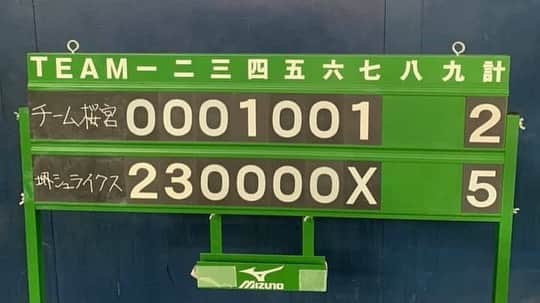 TEAM 一 二 三 四 五 六 七 八 九 計
チーム桜宮 0 0 0 1 0 0 1 2
堺シュライクス 2 3 0 0 0 0 X 5
MIZUNO